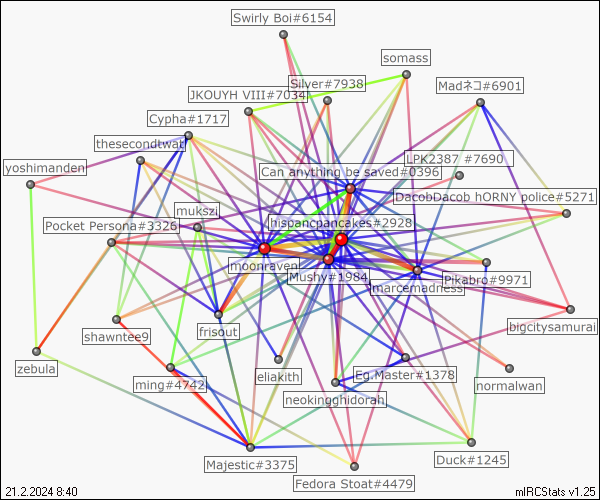 Swirly Boi#6154
somass
Silver#7938
Madネコ#6901
JKOUYH VIII#7034
Cypha#1717
thesecondtwat
LPK2387 #7690
yoshimanden
Can anything be saved#0396
DacobDacob hORNY police#5271
mukszi
hispancpancakes#2928
Pocket Persona#3326
moonraven
Mushy#1984
Pikabro#9971
marcemadness
bigcitysamurai
frisout
shawntee9
zebula
eliakith
Eg.Master#1378
ming#4742
normalwan
neokingghidorah
Majestic#3375
Duck#1245
Fedora Stoat#4479
21.2.2024 8:40
mIRCStats v1.25